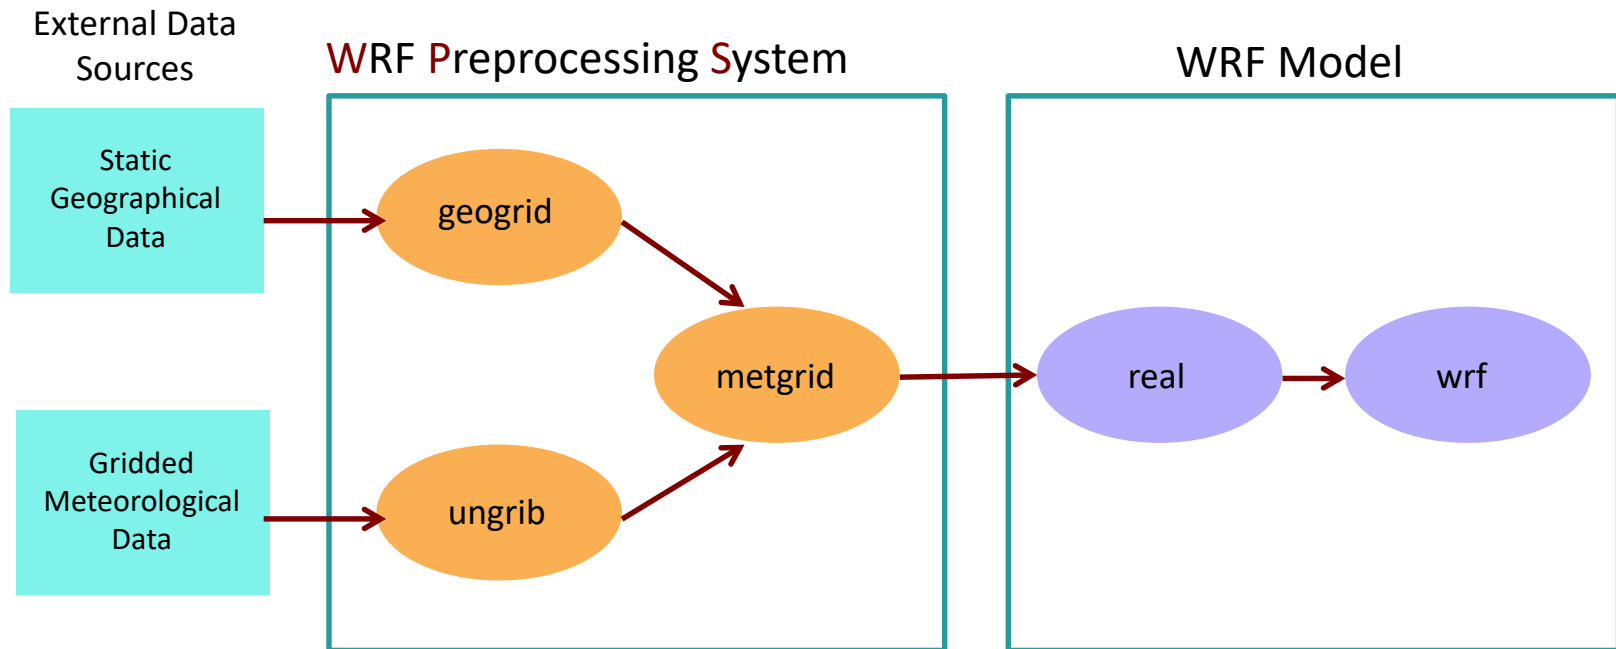 External Data
Sources
WRF Preprocessing System
WRF Model
Static
Geographical
Data
geogrid
metgrid
real
wrf
Gridded
Meteorological
Data
ungrib